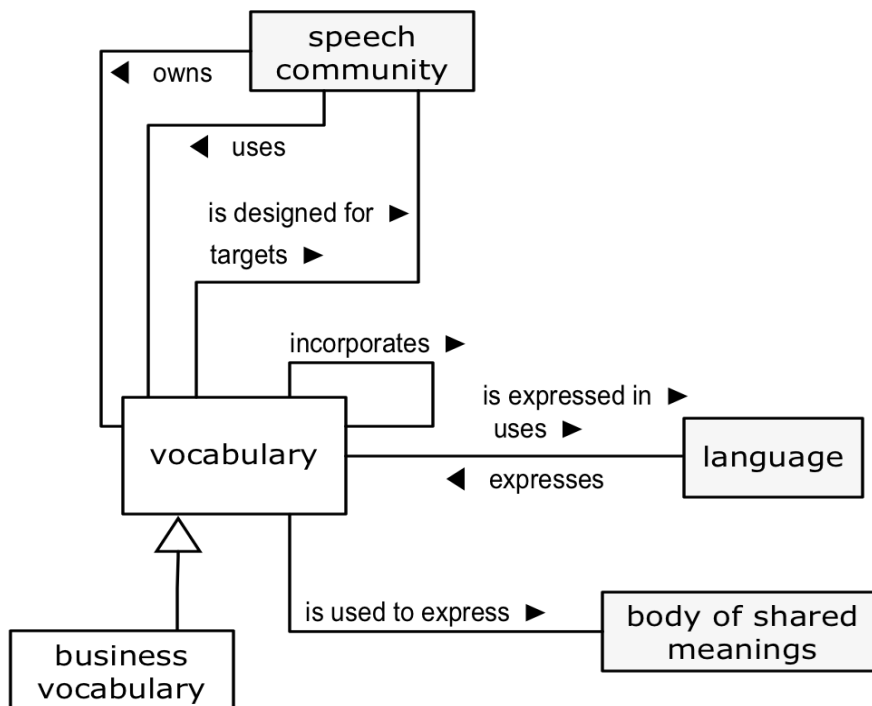 speech
community
◀ owns
◀ uses
is designed for ▶
targets ▶
incorporates ▶
is expressed in ▶
uses ▶
vocabulary
language
◀ expresses
is used to express ▶
body of shared
meanings
business
vocabulary